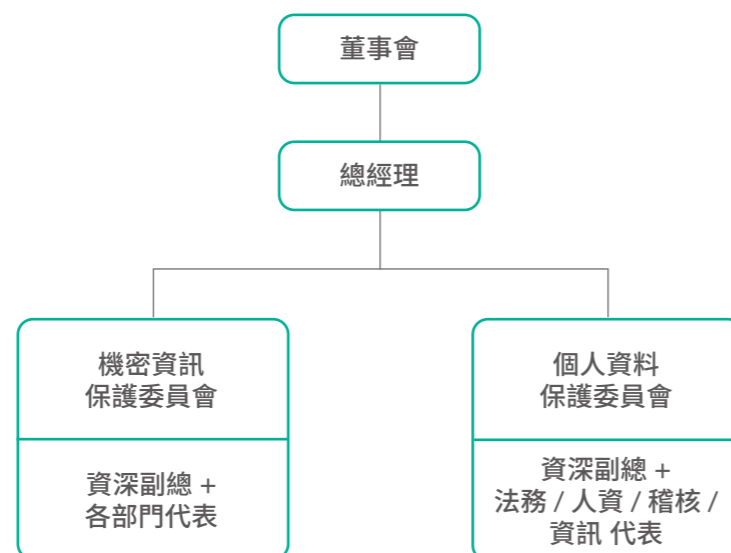 董事會
總經理
機密資訊
保護委員會
資深副總 +
各部門代表
個人資料
保護委員會
資深副總 +
法務 / 人資 / 稽核 /
資訊 代表